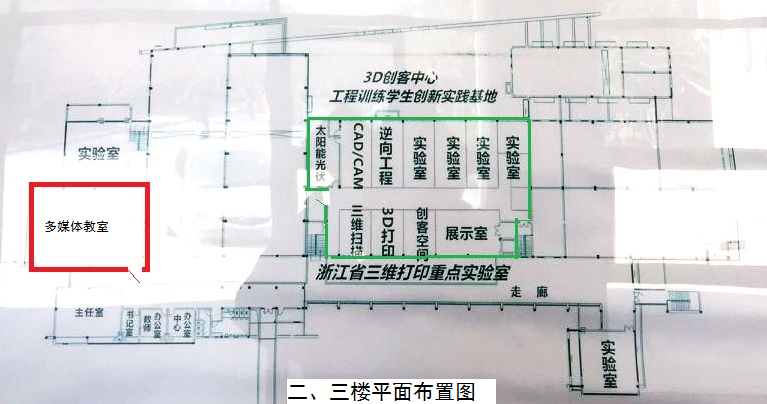 3D创客中心
工程训练学生创新实践基地
太阳能光伏
CAD/CAM
逆向工程
实验室
实验室
实验室
实验室
实验室
多媒体教室
三维扫描
3D打印
创客空间
展示室
浙江省三维打印重点实验室
走廊
主任室
书记室
教师办公室
中心办公室
实验室
二、三楼平面布置图